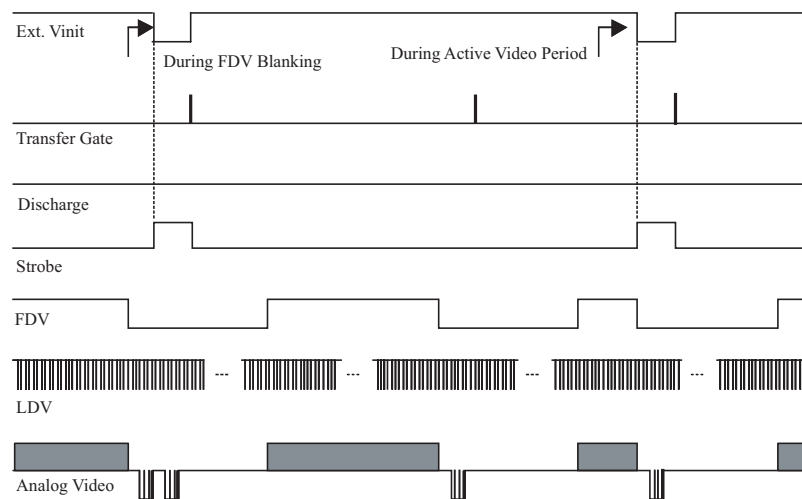 Ext. Vinit
During FDV Blanking
During Active Video Period
Transfer Gate
Discharge
Strobe
FDV
LDV
Analog Video